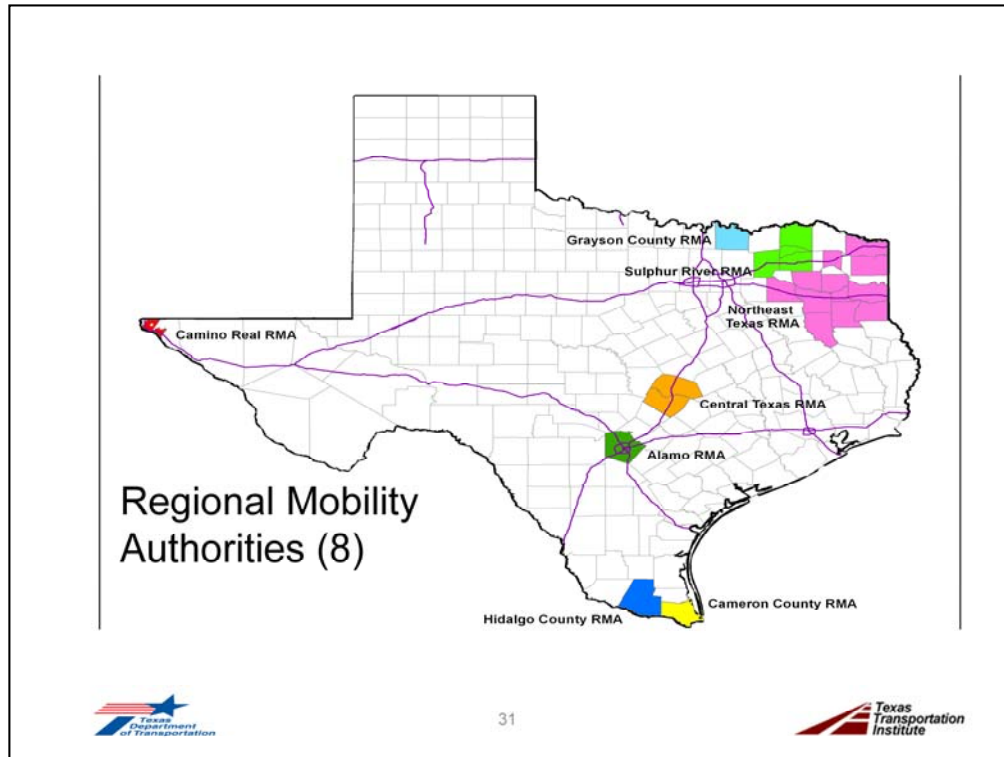 Grayson County RMA
Sulphur River RMA
Northeast
Texas RMA
Camino Real RMA
Central Texas RMA
Alamo RMA
Regional Mobility
Authorities (8)
Cameron County RMA
Hidalgo County RMA
Texas
Department
of Transportation
31
Texas
Transportation
Institute